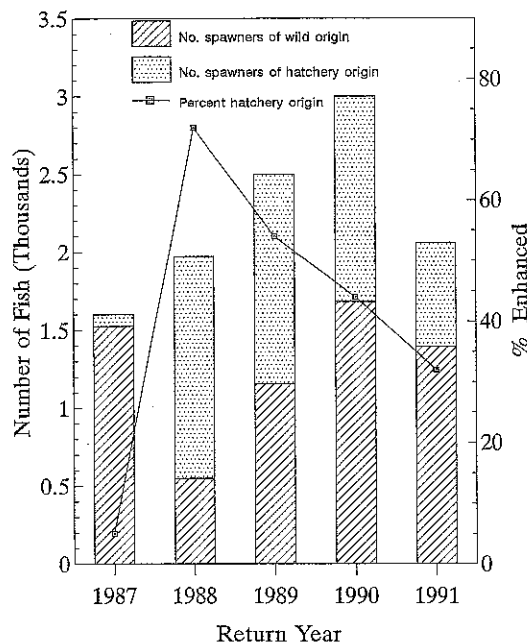 No. spawners of wild origin
No. spawners of hatchery origin
Percent hatchery origin
Number of Fish (Thousands)
3.5
3
2.5
2
1.5
1
0.5
0
80
60
40
20
0
% Enhanced
1987 1988 1989 1990 1991
Return Year